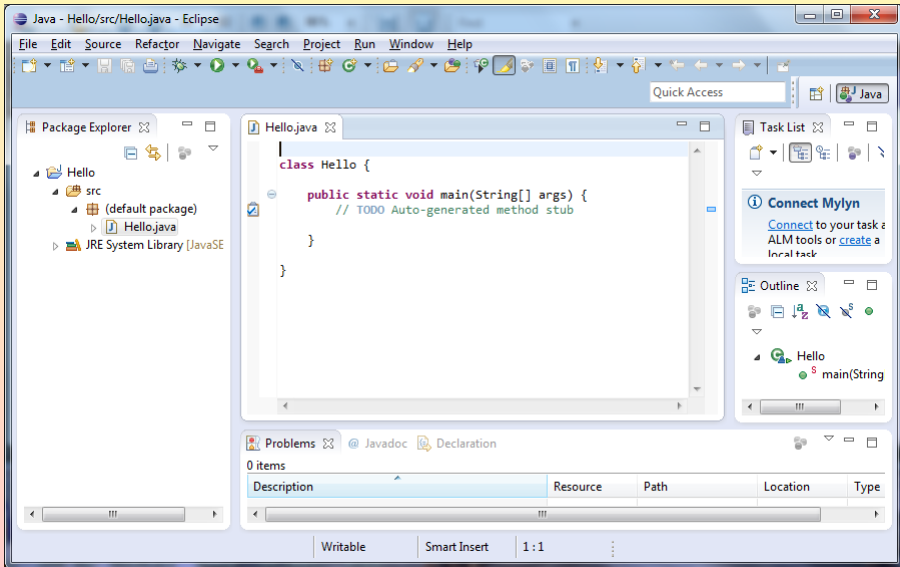 Java - Hello/src/Hello.java - Eclipse
File Edit Source Refactor Navigate Search Project Run Window Help
Quick Access
Java
Package Explorer
Hello
src
(default package)
Hello.java
JRE System Library [JavaSE
Hello.java
class Hello {
public static void main(String[] args) {
// TODO Auto-generated method stub
}
}
Task List
Connect Mylyn
Connect to your task a
ALM tools or create a
local task
Outline
Hello
S main(String
Problems @ Javadoc Declaration
0 items
Description Resource Path Location Type
Writable Smart Insert 1 : 1